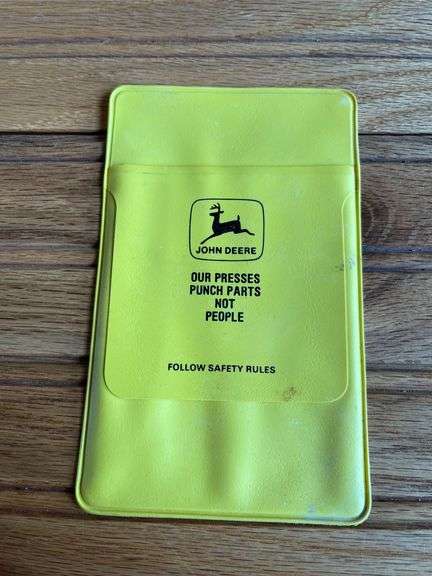 JOHN DEERE
OUR PRESSES
PUNCH PARTS
NOT
PEOPLE
FOLLOW SAFETY RULES